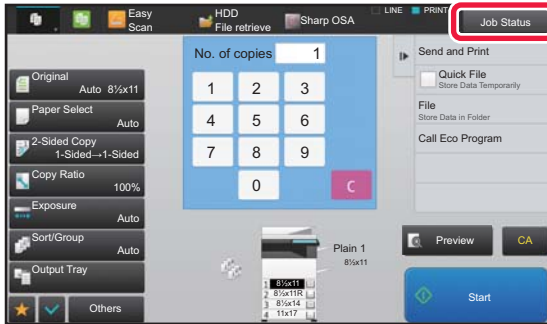 Easy
Scan
HDD
File retrieve
Sharp OSA
LINE
PRINT
Job Status
No. of copies
1
Send and Print
Quick File
Store Data Temporarily
File
Store Data in Folder
Call Eco Program
Original
Auto 8½x11
Paper Select
Auto
2-Sided Copy
1-Sided→1-Sided
Copy Ratio
100%
Exposure
Auto
Sort/Group
Auto
Output Tray
Others
1 2 3
4 5 6
7 8 9
0 C
Plain 1
8½x11
1 8½x11
2 8½x11R
3 8½x14
4 11x17
Preview
CA
Start